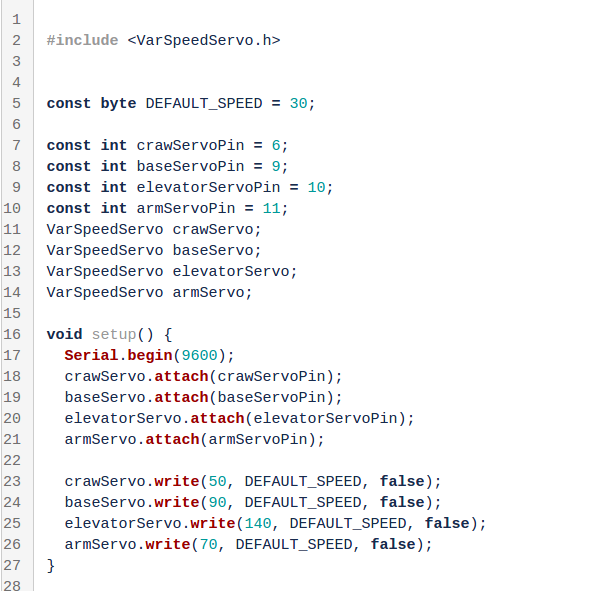 1
2 #include <VarSpeedServo.h>
3
4
5 const byte DEFAULT_SPEED = 30;
6
7 const int crawServoPin = 6;
8 const int baseServoPin = 9;
9 const int elevatorServoPin = 10;
10 const int armServoPin = 11;
11 VarSpeedServo crawServo;
12 VarSpeedServo baseServo;
13 VarSpeedServo elevatorServo;
14 VarSpeedServo armServo;
15
16 void setup() {
17   Serial.begin(9600);
18   crawServo.attach(crawServoPin);
19   baseServo.attach(baseServoPin);
20   elevatorServo.attach(elevatorServoPin);
21   armServo.attach(armServoPin);
22
23   crawServo.write(50, DEFAULT_SPEED, false);
24   baseServo.write(90, DEFAULT_SPEED, false);
25   elevatorServo.write(140, DEFAULT_SPEED, false);
26   armServo.write(70, DEFAULT_SPEED, false);
27 }
28